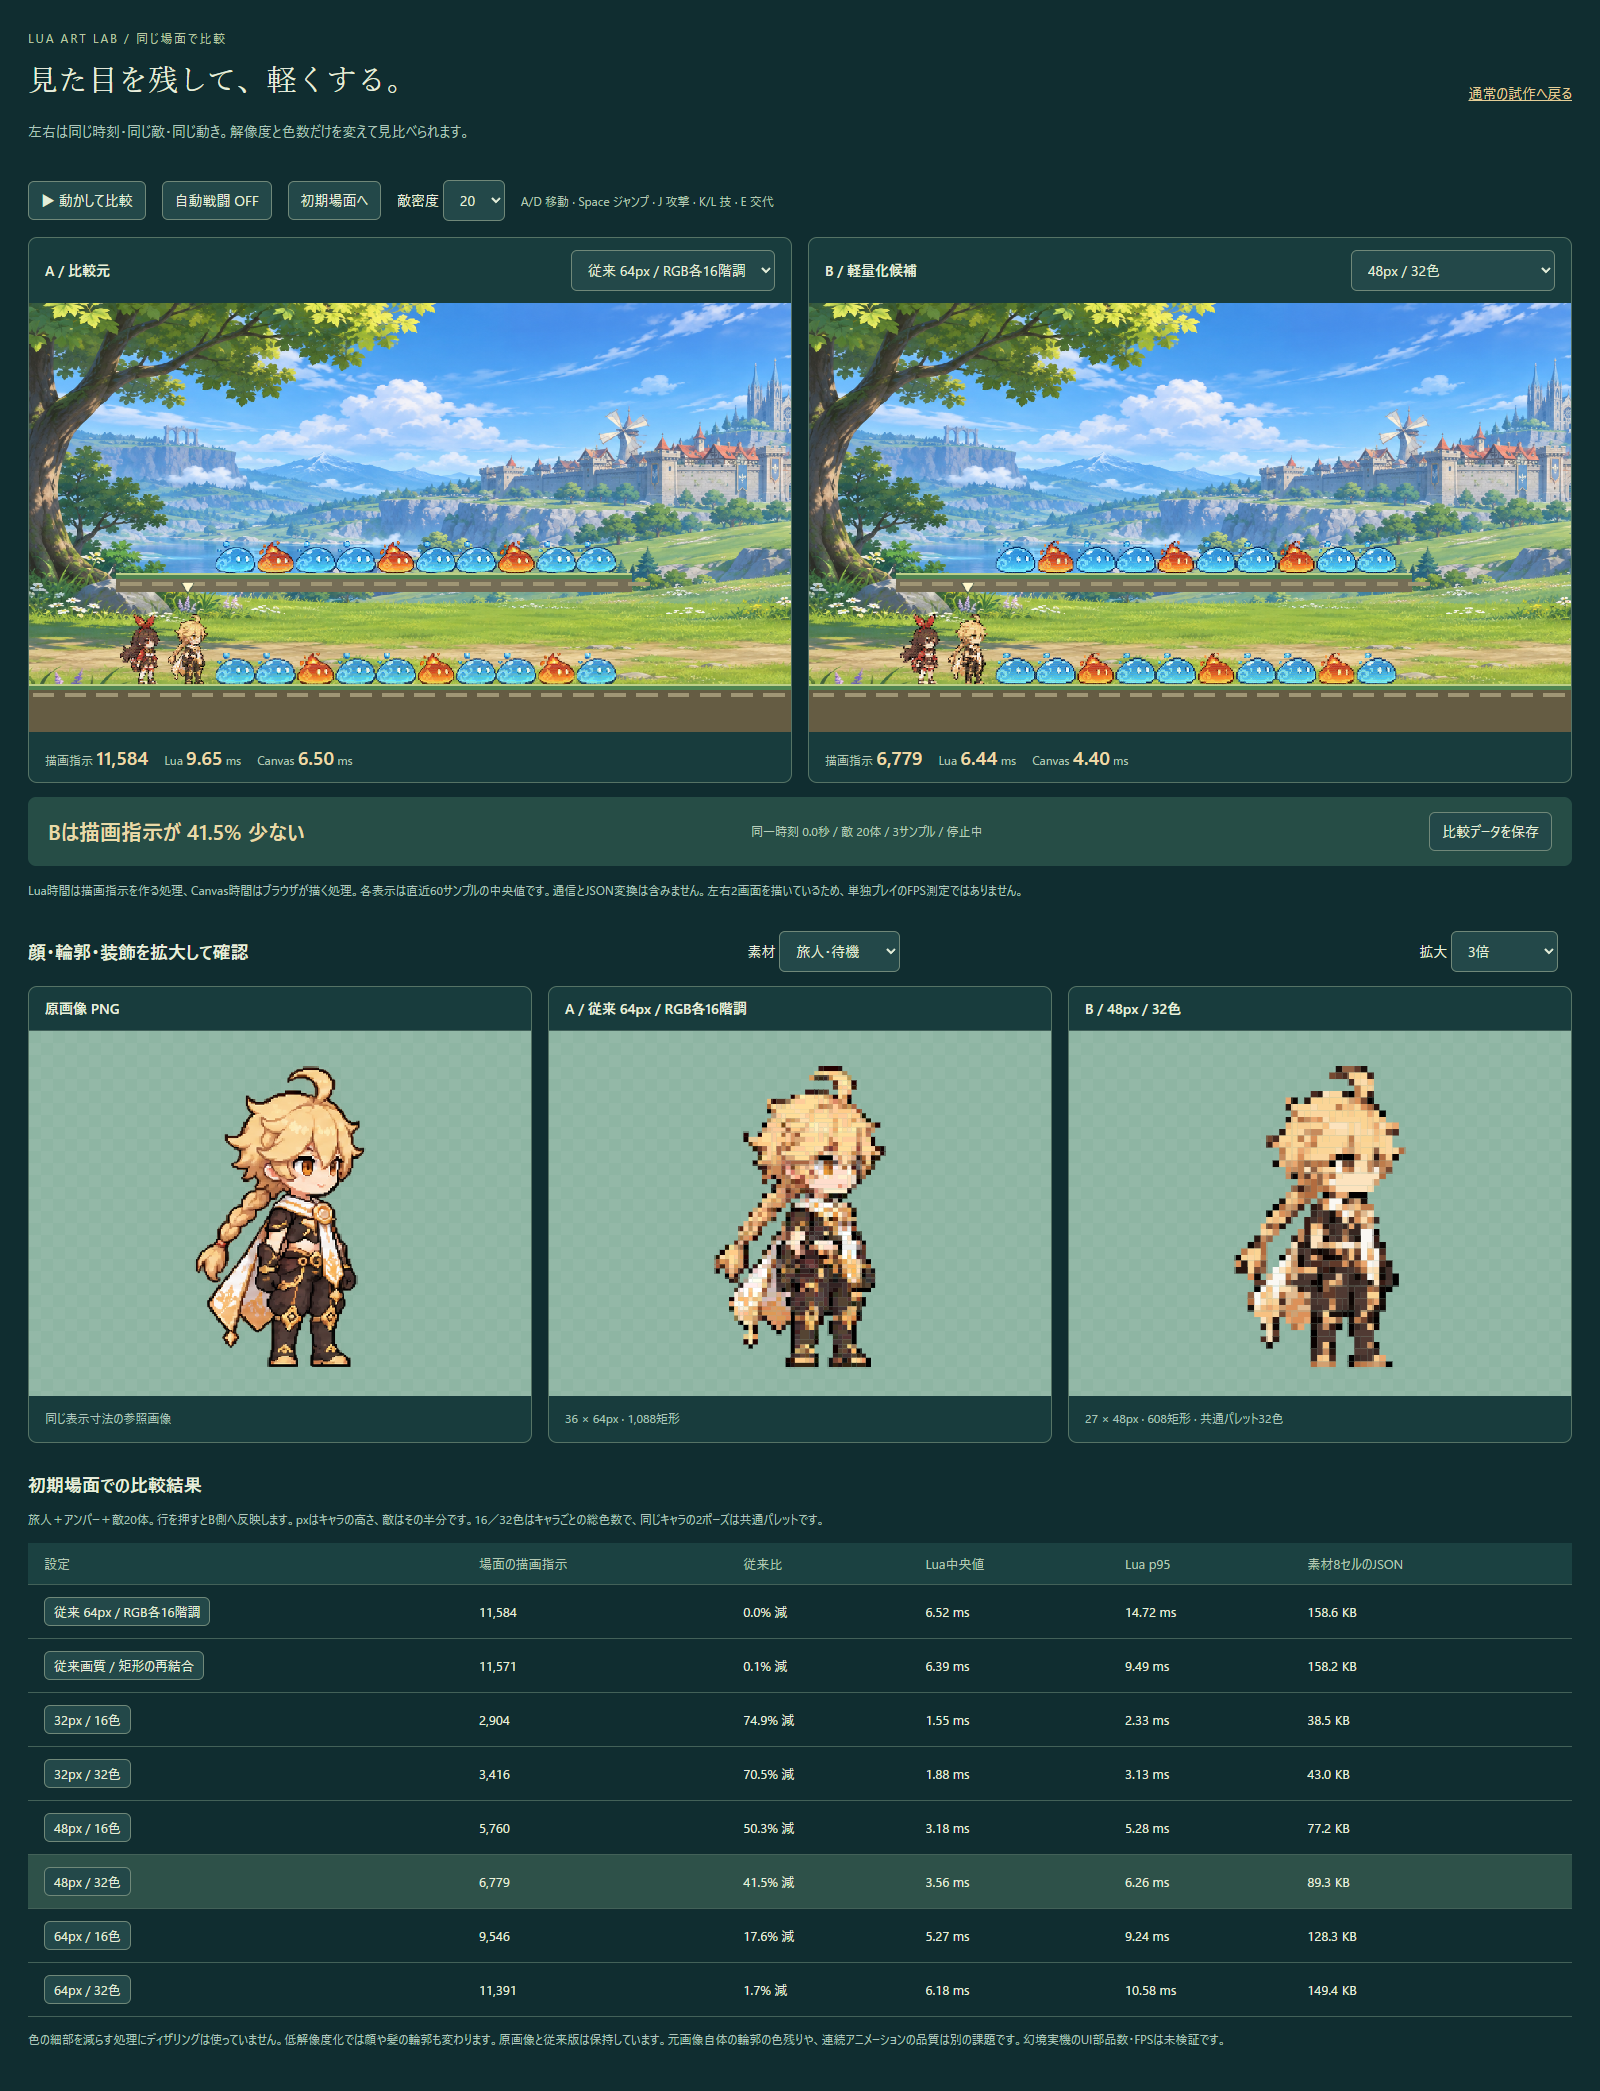 LUA ART LAB / 同じ場面で比較
見た目を残して、軽くする。
通常の試作へ戻る
左右は同じ時刻・同じ敵・同じ動き。解像度と色数だけを変えて見比べられます。
▶ 動かして比較 自動戦闘 OFF 初期場面へ 敵密度 20 A/D 移動 · Space ジャンプ · J 攻撃 · K/L 技 · E 交代
A / 比較元 従来 64px / RGB各16階調
B / 軽量化候補 48px / 32色
描画指示 11,584 Lua 9.65 ms Canvas 6.50 ms
描画指示 6,779 Lua 6.44 ms Canvas 4.40 ms
Bは描画指示が 41.5% 少ない 同一時刻 0.0秒 / 敵 20体 / 3サンプル / 停止中 比較データを保存
Lua時間は描画指示を作る処理、Canvas時間はブラウザが描く処理。各表示は直近60サンプルの中央値です。通信とJSON変換は含みません。左右2画面を描いているため、単独プレイのFPS測定ではありません。
顔・輪郭・装飾を拡大して確認 素材 旅人・待機 拡大 3倍
原画像 PNG
A / 従来 64px / RGB各16階調
B / 48px / 32色
同じ表示寸法の参照画像
36 × 64px · 1,088矩形
27 × 48px · 608矩形 · 共通パレット32色
初期場面での比較結果
旅人＋アンバー＋敵20体。行を押すとB側へ反映します。pxはキャラの高さ、敵はその半分です。16／32色はキャラごとの総色数で、同じキャラの2ポーズは共通パレットです。
設定 場面の描画指示 従来比 Lua中央値 Lua p95 素材8セルのJSON
従来 64px / RGB各16階調 11,584 0.0% 減 6.52 ms 14.72 ms 158.6 KB
従来画質 / 矩形の再結合 11,571 0.1% 減 6.39 ms 9.49 ms 158.2 KB
32px / 16色 2,904 74.9% 減 1.55 ms 2.33 ms 38.5 KB
32px / 32色 3,416 70.5% 減 1.88 ms 3.13 ms 43.0 KB
48px / 16色 5,760 50.3% 減 3.18 ms 5.28 ms 77.2 KB
48px / 32色 6,779 41.5% 減 3.56 ms 6.26 ms 89.3 KB
64px / 16色 9,546 17.6% 減 5.27 ms 9.24 ms 128.3 KB
64px / 32色 11,391 1.7% 減 6.18 ms 10.58 ms 149.4 KB
色の細部を減らす処理にディザリングは使っていません。低解像度化では顔や髪の輪郭も変わります。原画像と従来版は保持しています。元画像自体の輪郭の色残りや、連続アニメーションの品質は別の課題です。幻境実機のUI部品数・FPSは未検証です。